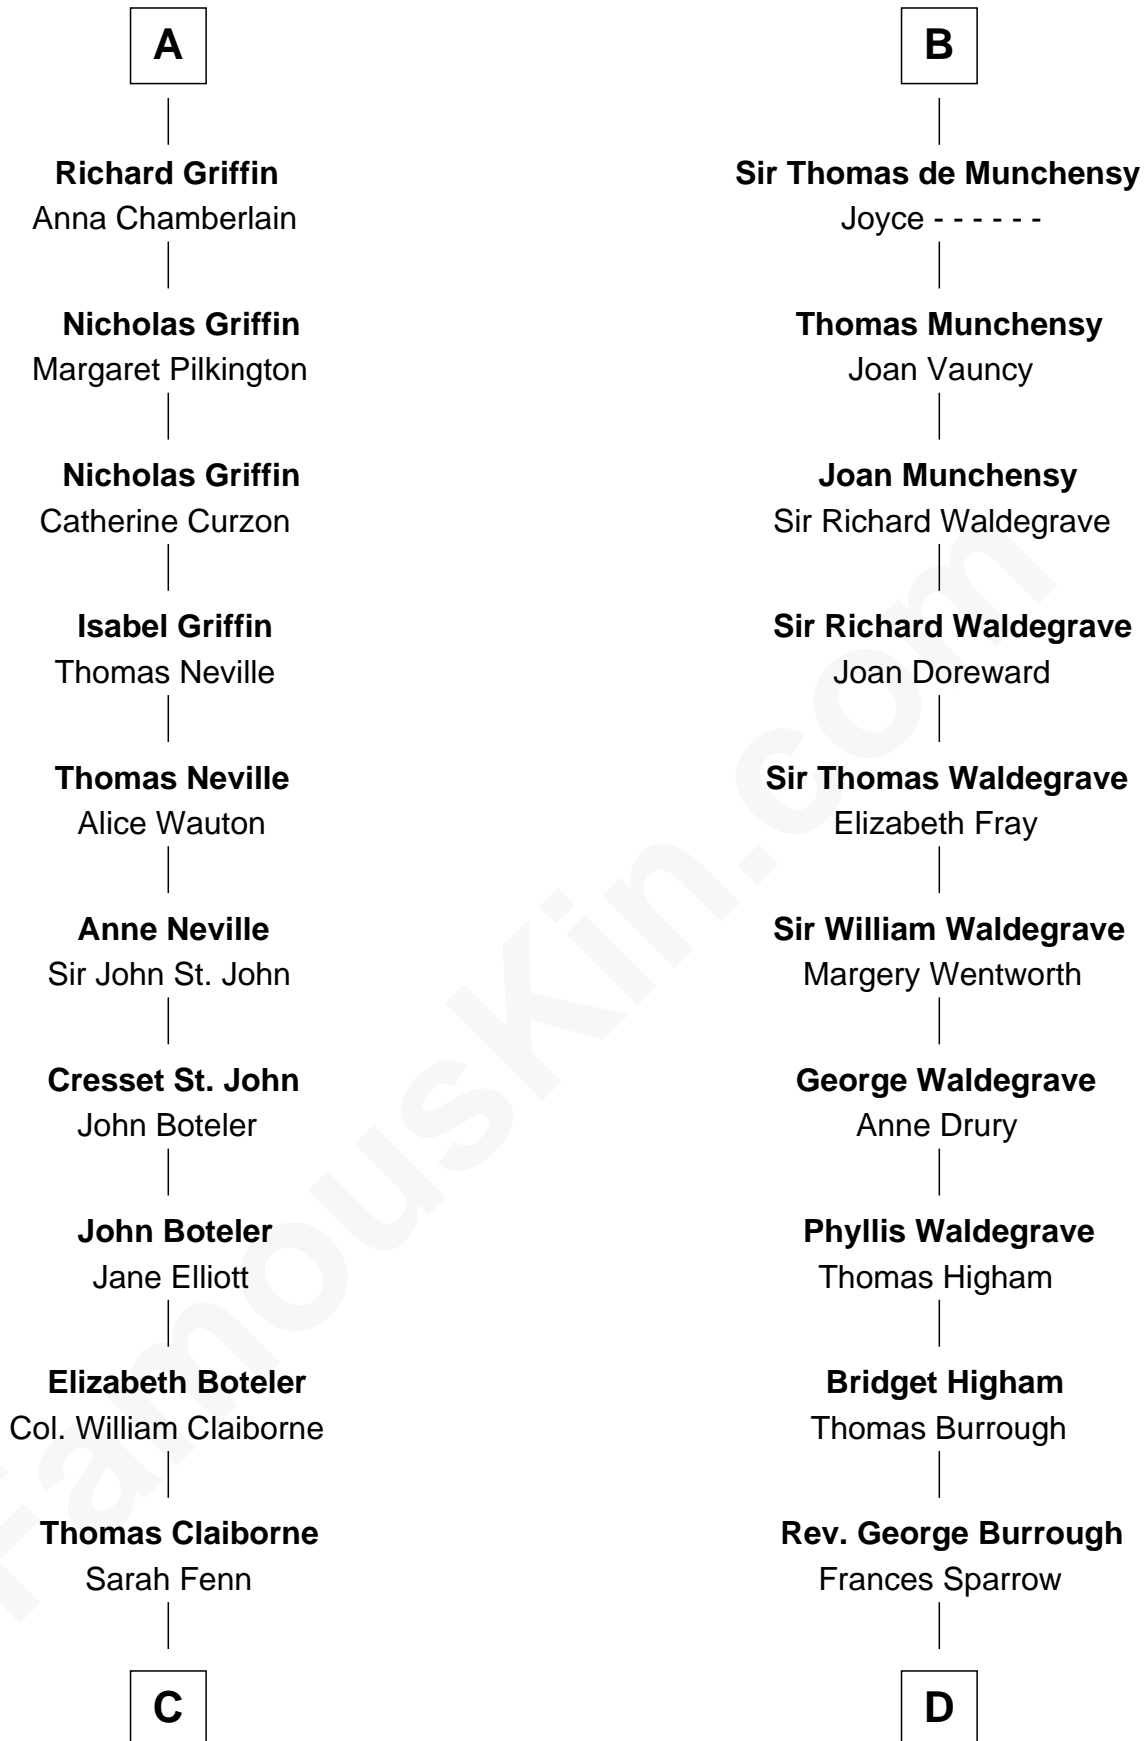 A
Richard Griffin
Anna Chamberlain
Nicholas Griffin
Margaret Pilkington
Nicholas Griffin
Catherine Curzon
Isabel Griffin
Thomas Neville
Thomas Neville
Alice Wauton
Anne Neville
Sir John St. John
Cresset St. John
John Boteler
John Boteler
Jane Elliott
Elizabeth Boteler
Col. William Claiborne
Thomas Claiborne
Sarah Fenn
C
B
Sir Thomas de Munchensy
Joyce - - - - - -
Thomas Munchensy
Joan Vauncy
Joan Munchensy
Sir Richard Waldegrave
Sir Richard Waldegrave
Joan Doreward
Sir Thomas Waldegrave
Elizabeth Fray
Sir William Waldegrave
Margery Wentworth
George Waldegrave
Anne Drury
Phyllis Waldegrave
Thomas Higham
Bridget Higham
Thomas Burrough
Rev. George Burrough
Frances Sparrow
D
FamousKin.com